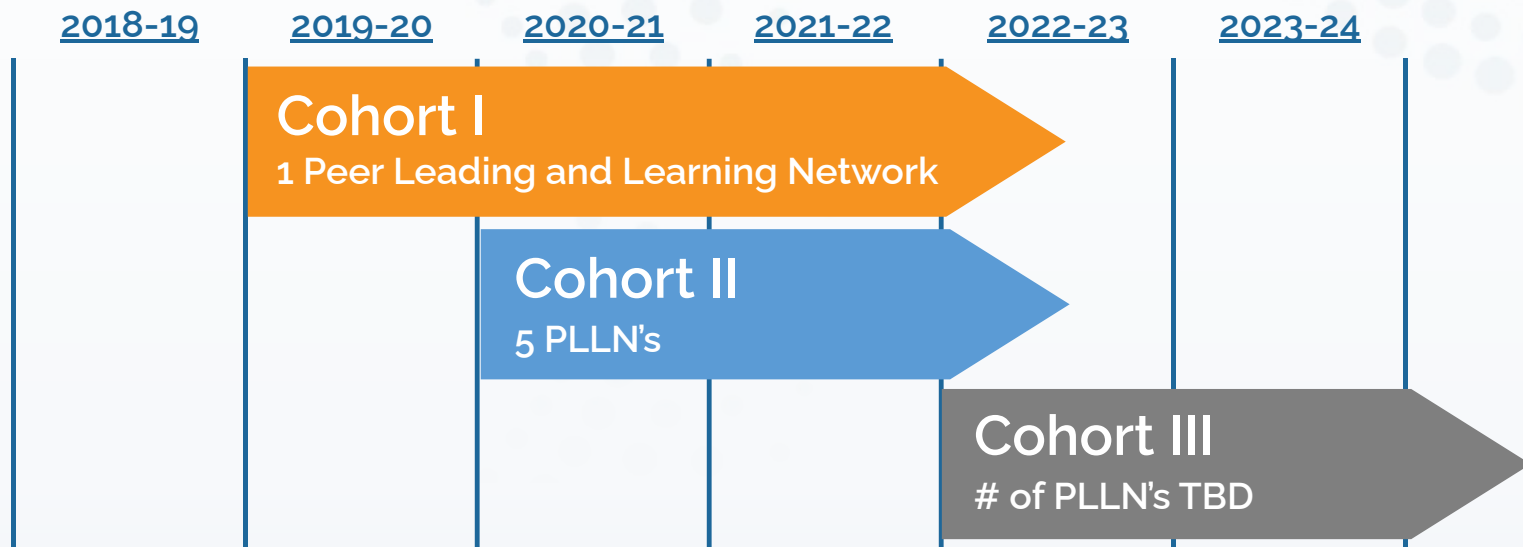 2018-19 2019-20 2020-21 2021-22 2022-23 2023-24
Cohort I
1 Peer Leading and Learning Network
Cohort II
5 PLLN's
Cohort III
# of PLLN's TBD